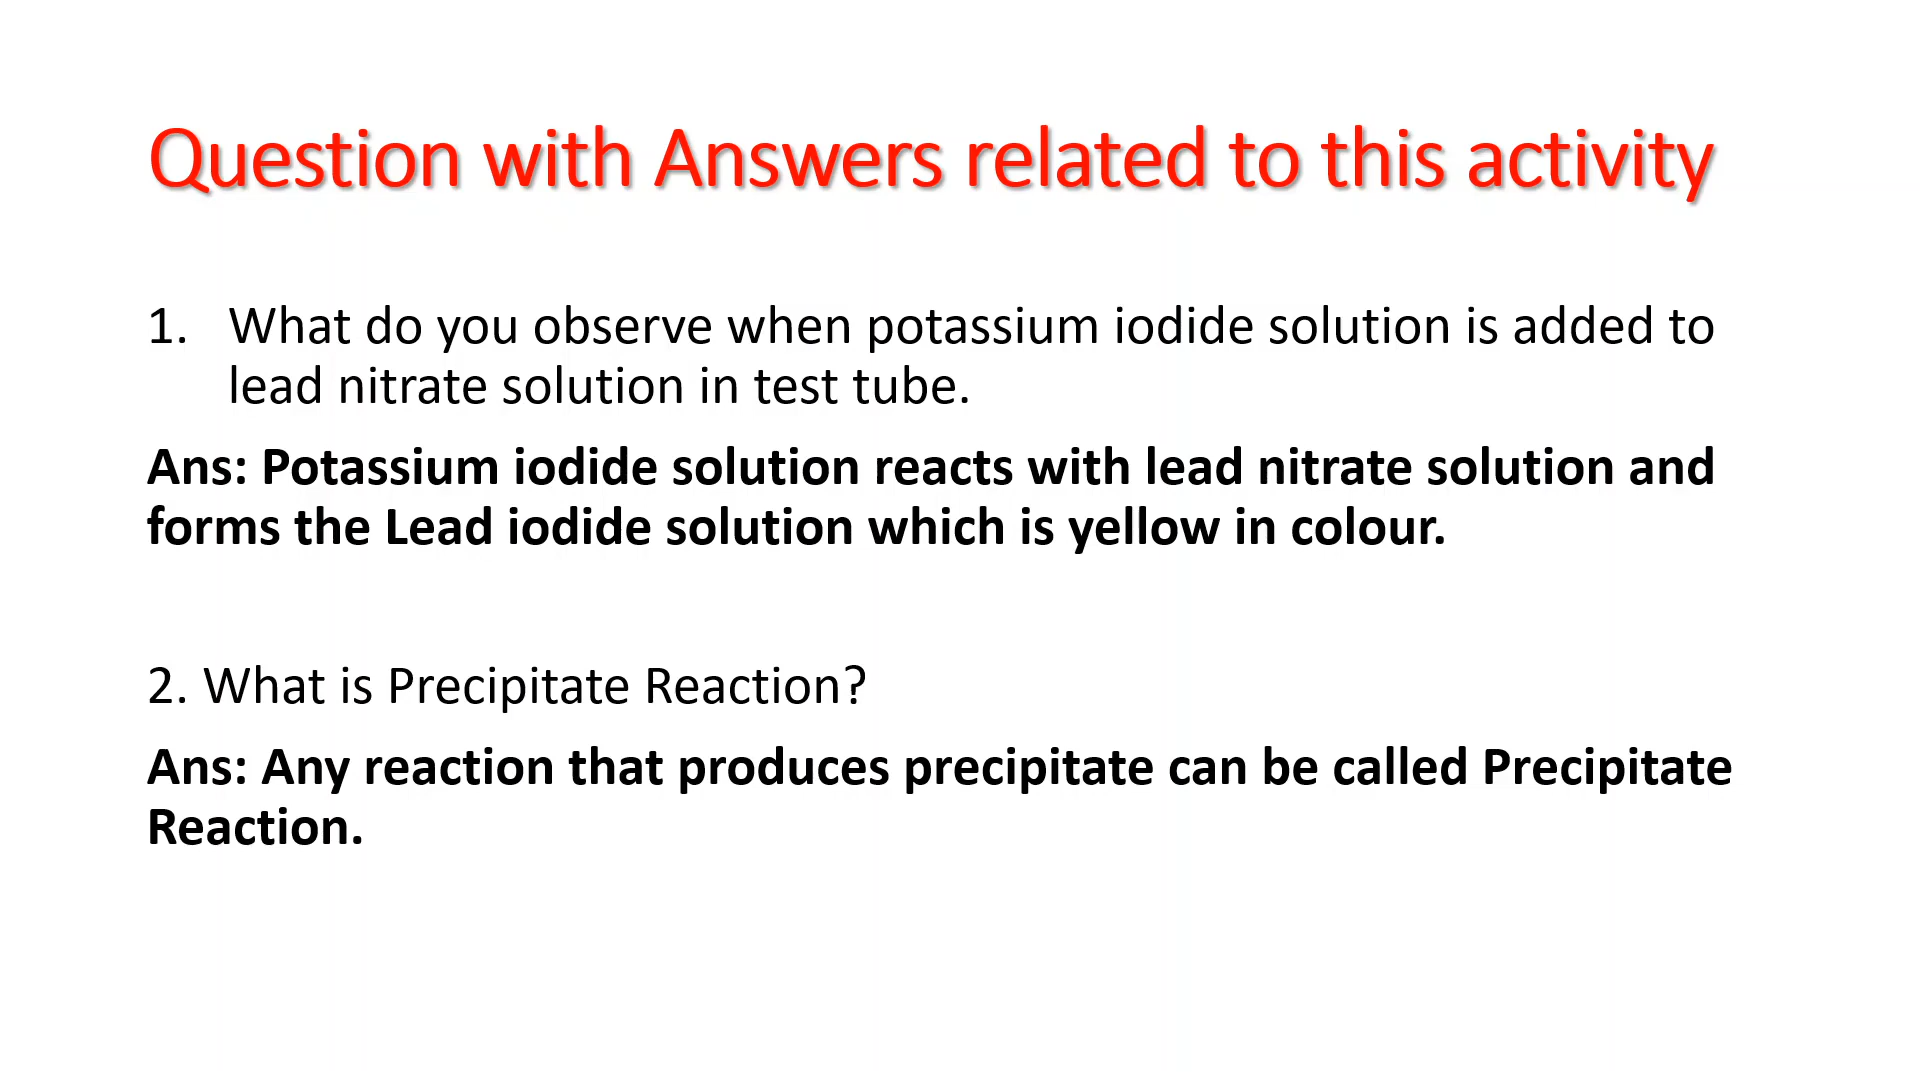 Question with Answers related to this activity
1. What do you observe when potassium iodide solution is added to
lead nitrate solution in test tube.
Ans: Potassium iodide solution reacts with lead nitrate solution and
forms the Lead iodide solution which is yellow in colour.
2. What is Precipitate Reaction?
Ans: Any reaction that produces precipitate can be called Precipitate
Reaction.